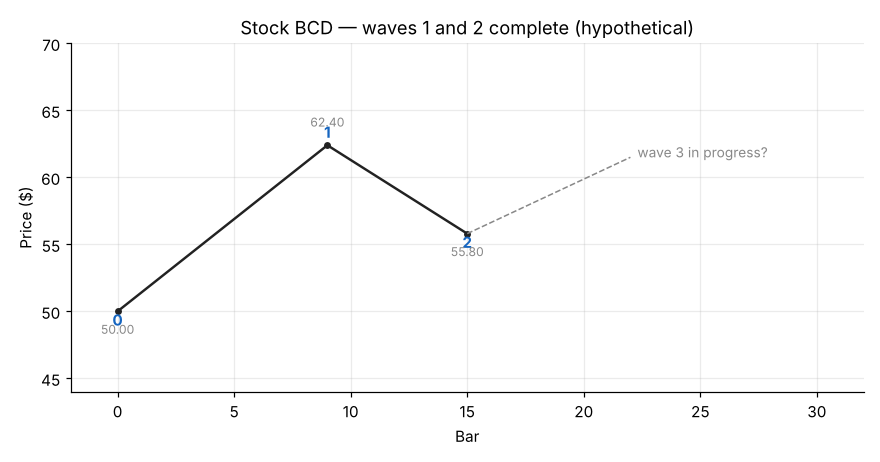 Stock BCD — waves 1 and 2 complete (hypothetical)
70
65
60
55
50
45
Price ($)
62.40
1
wave 3 in progress?
2
55.80
0
50.00
0 5 10 15 20 25 30
Bar